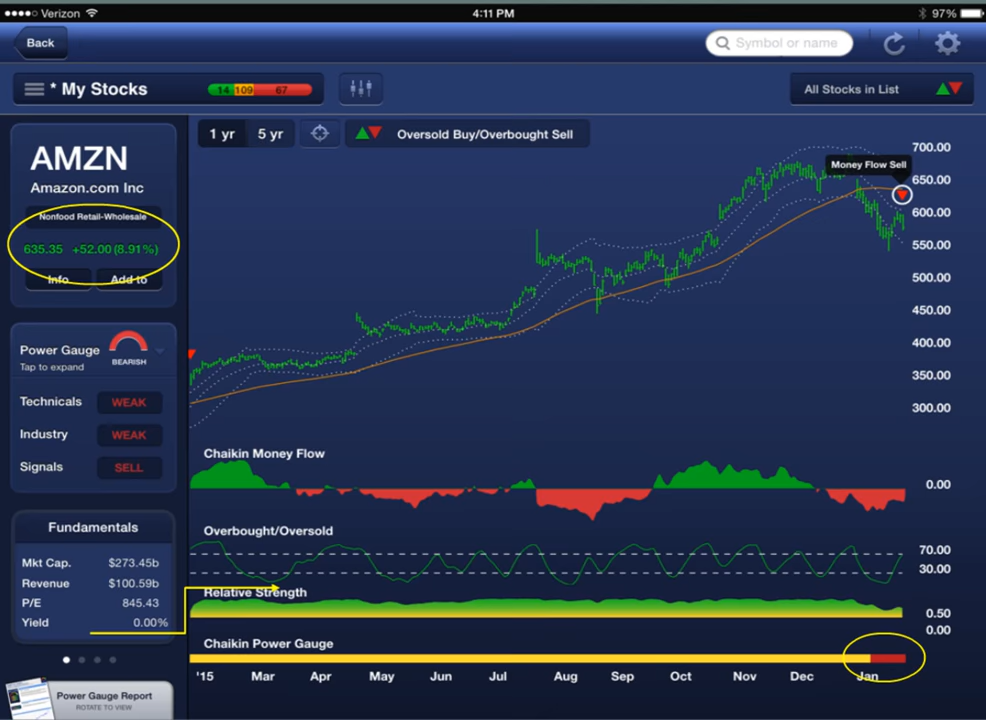 Verizon 4:11 PM 97%
Back
Symbol or name
* My Stocks
14 109 67
All Stocks in List
AMZN
Amazon.com Inc
Nonfood Retail-Wholesale
635.35 +52.00 (8.91%)
Info Add to
Power Gauge
Tap to expand
BEARISH
Technicals WEAK
Industry WEAK
Signals SELL
Fundamentals
Mkt Cap. $273.45b
Revenue $100.59b
P/E 845.43
Yield 0.00%
Power Gauge Report
ROTATE TO VIEW
1 yr 5 yr
Oversold Buy/Overbought Sell
Money Flow Sell
700.00
650.00
600.00
550.00
500.00
450.00
400.00
350.00
300.00
Chaikin Money Flow
0.00
Overbought/Oversold
70.00
30.00
Relative Strength
0.50
0.00
Chaikin Power Gauge
'15 Mar Apr May Jun Jul Aug Sep Oct Nov Dec Jan